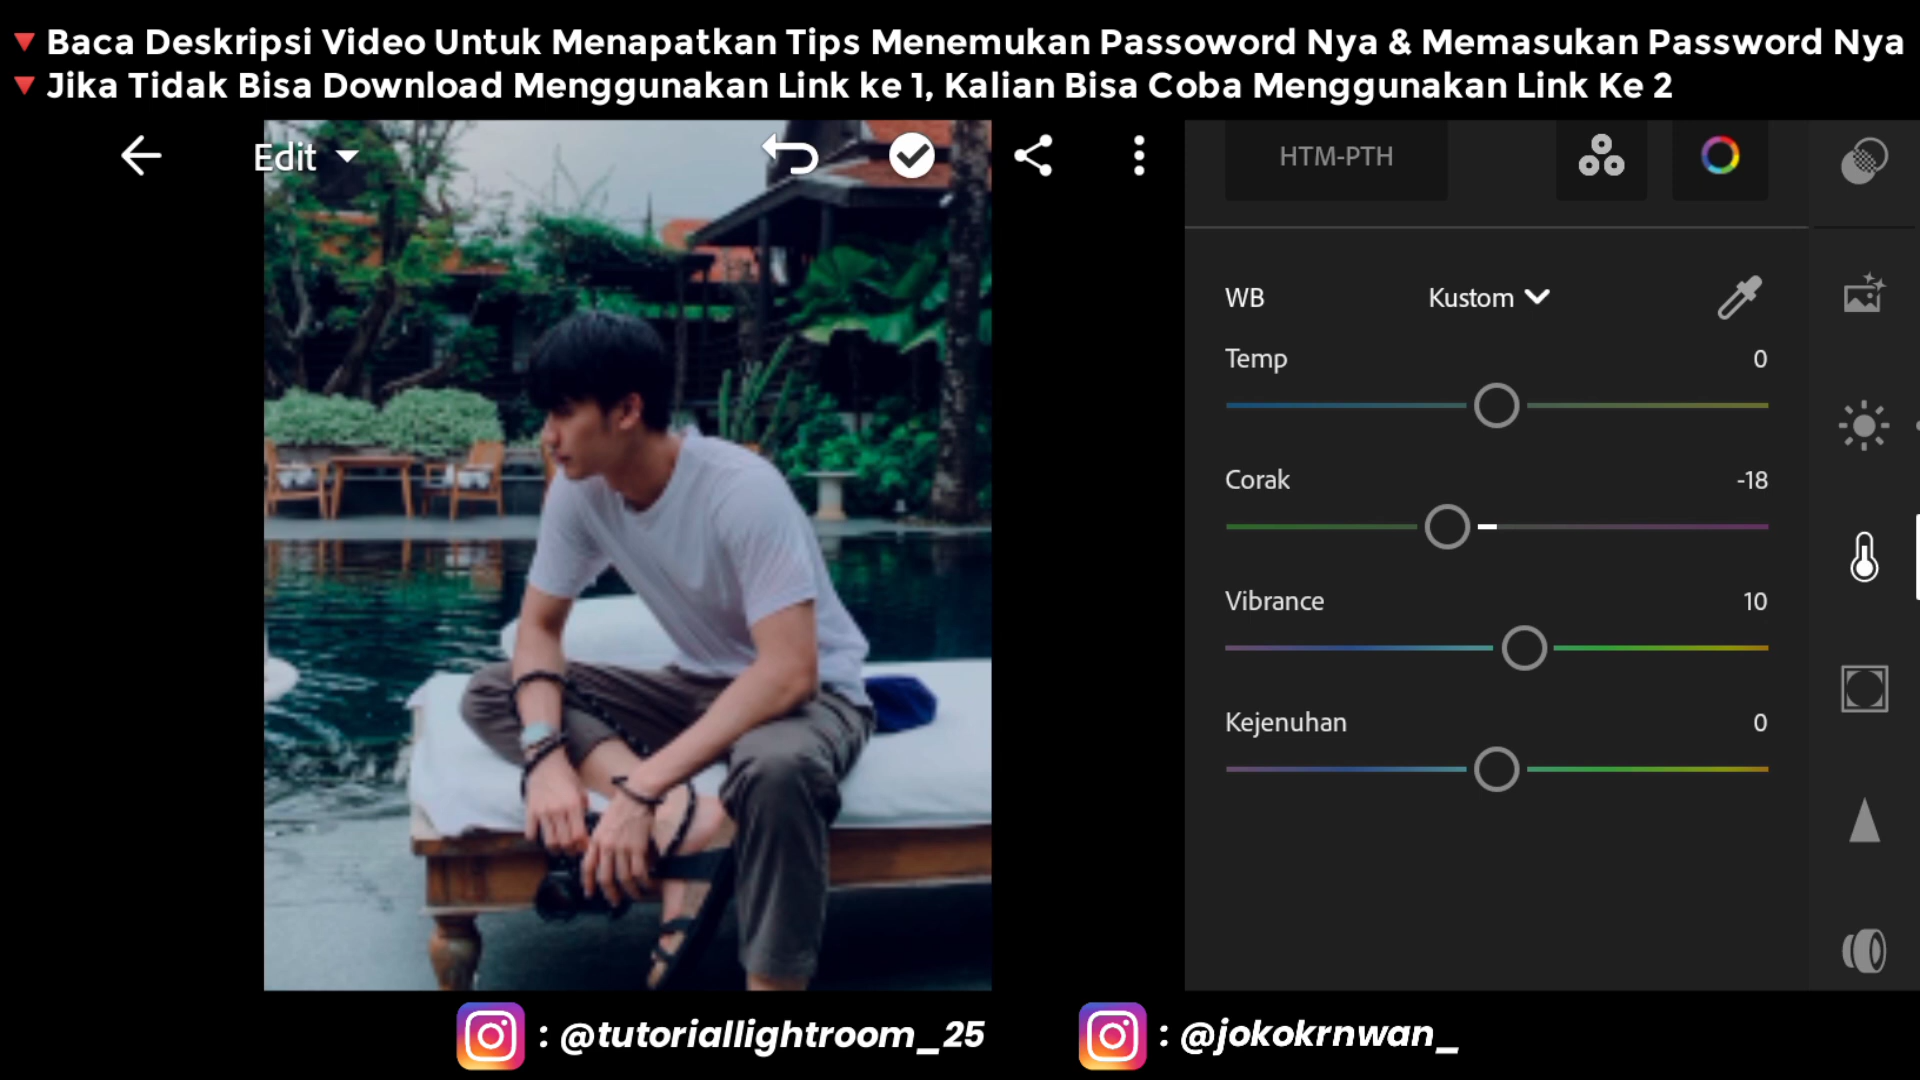 Baca Deskripsi Video Untuk Menapatkan Tips Menemukan Passoword Nya & Memasukan Password Nya
Jika Tidak Bisa Download Menggunakan Link ke 1, Kalian Bisa Coba Menggunakan Link Ke 2
Edit
HTM-PTH
WB Kustom
Temp 0
Corak -18
Vibrance 10
Kejenuhan 0
: @tutoriallightroom_25 : @jokokrnwan_